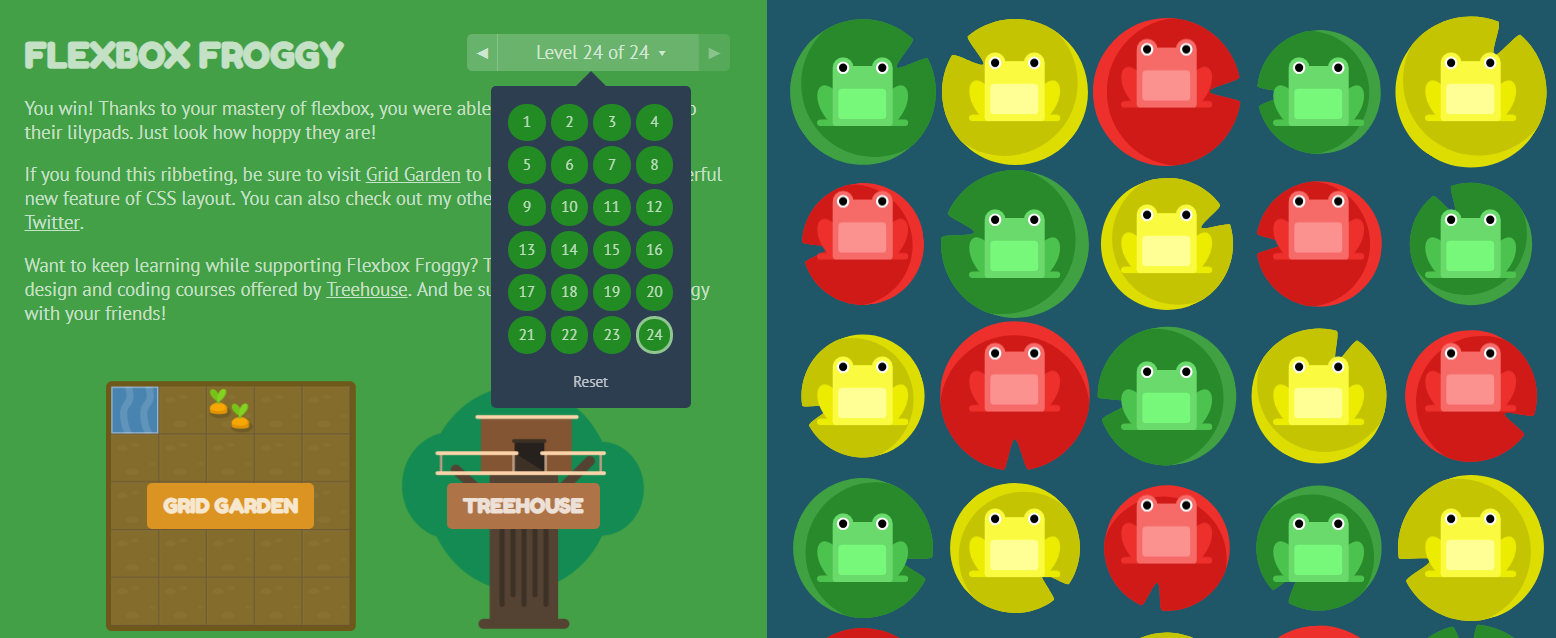 FLEXBOX FROGGY
◀ Level 24 of 24 ▾ ▶
You win! Thanks to your mastery of flexbox, you were able
their lilypads. Just look how hoppy they are!
If you found this ribbeting, be sure to visit Grid Garden to
new feature of CSS layout. You can also check out my
Twitter.
Want to keep learning while supporting Flexbox Froggy?
design and coding courses offered by Treehouse. And be
with your friends!
1 2 3 4
5 6 7 8
9 10 11 12
13 14 15 16
17 18 19 20
21 22 23 24
Reset
GRID GARDEN
TREEHOUSE